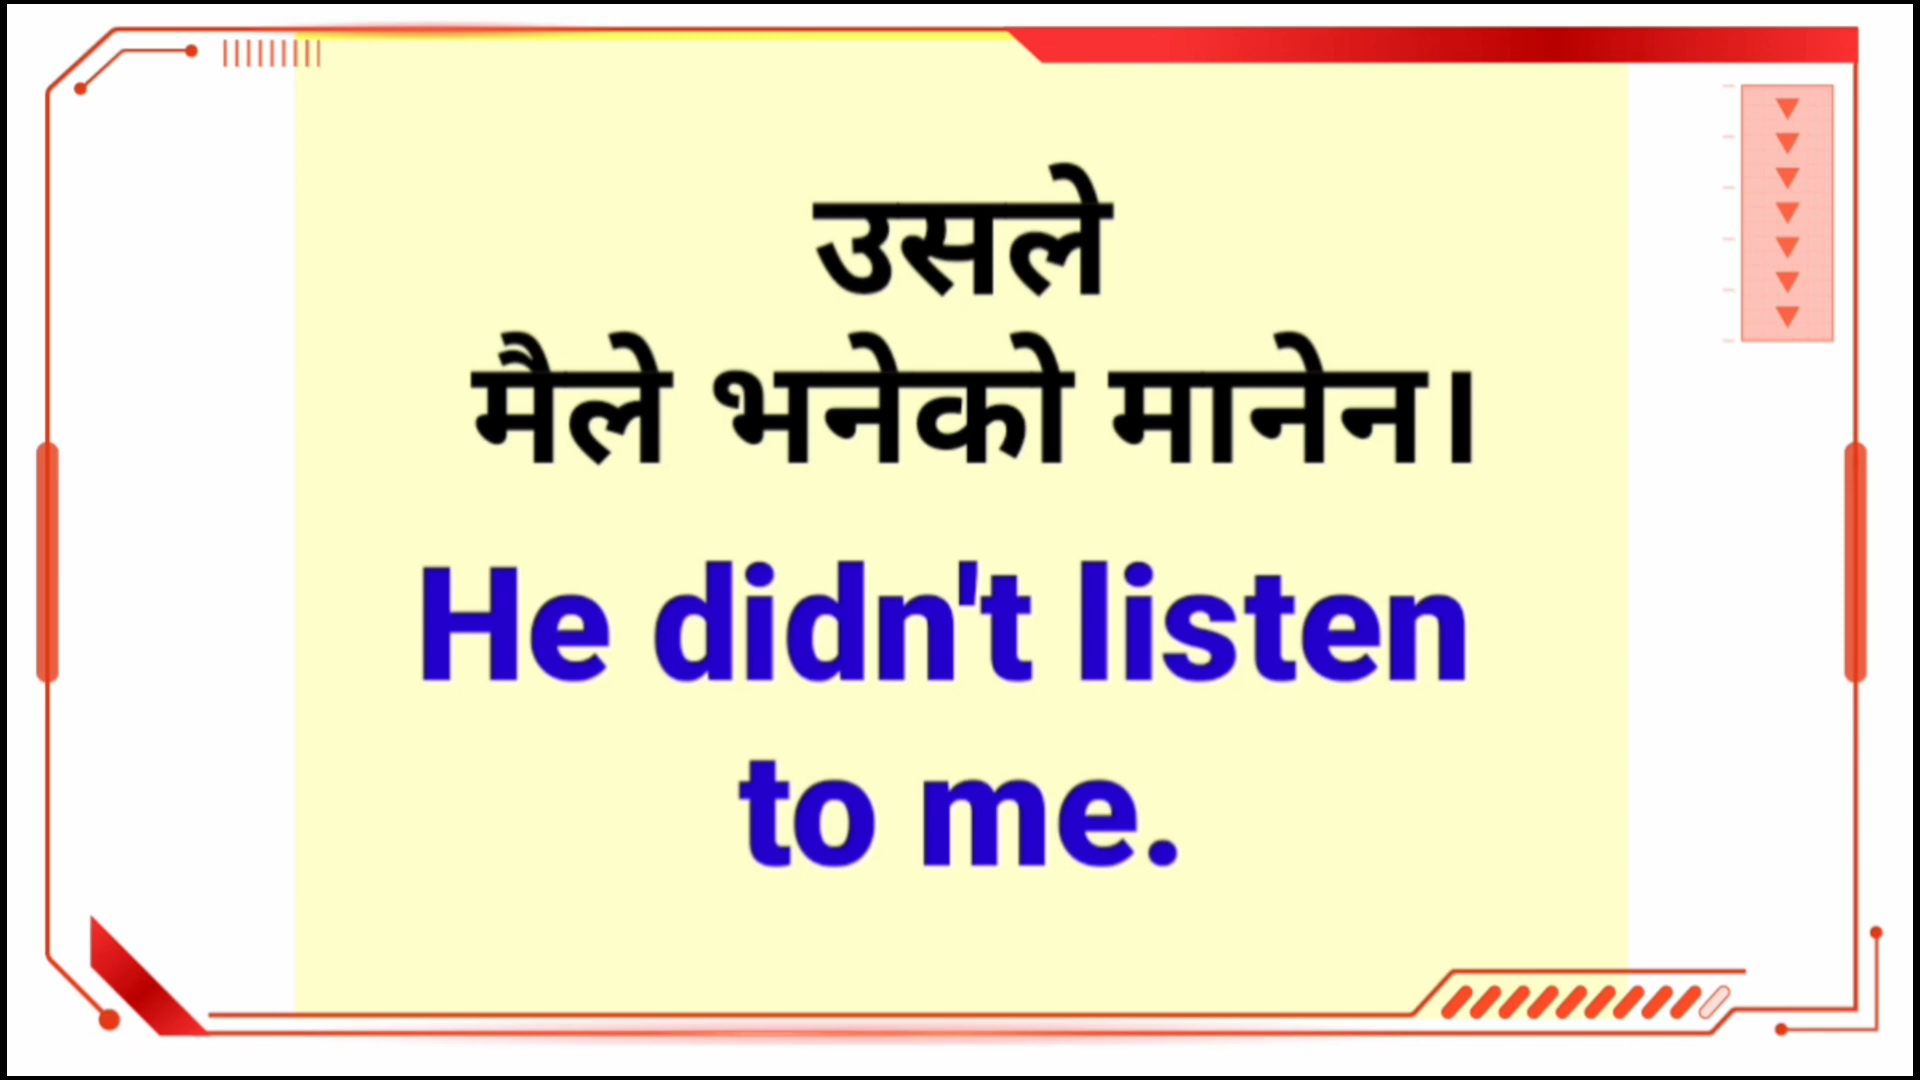 उसले
मैले भनेको मानेन।
He didn't listen
to me.